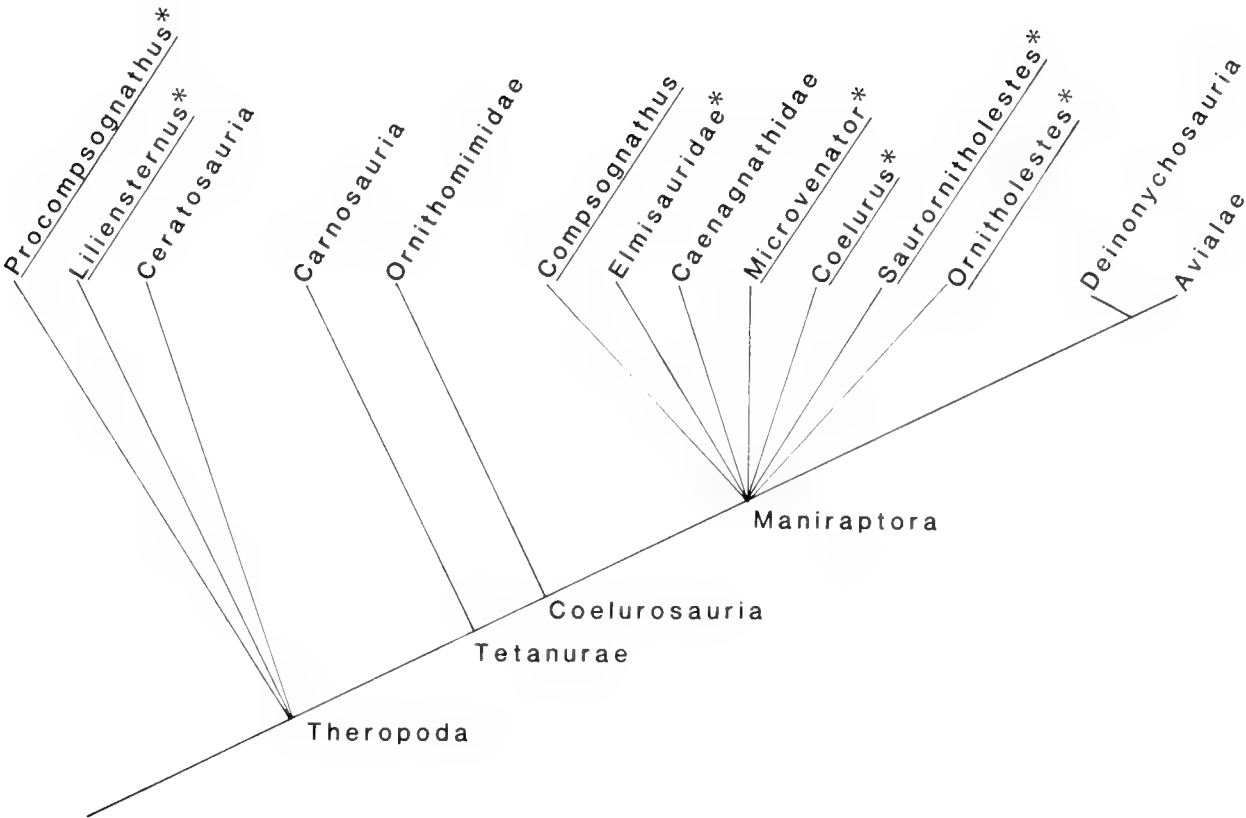 Procompsognathus*
Liliensternus*
Ceratosauria
Carnosauria
Ornithomimidae
Compsognathus
Elmisauridae*
Caenagnathidae
Microvenator*
Coelurus*
Saurornitholestes*
Ornitholestes*
Deinonychosauria
Avialae
Maniraptora
Coelurosauria
Tetanurae
Theropoda